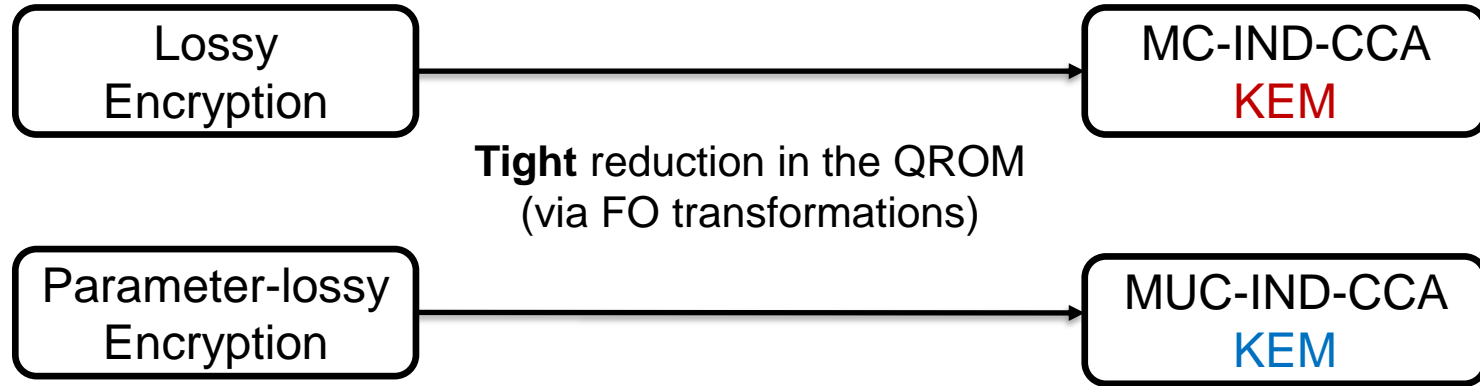 Lossy
Encryption
MC-IND-CCA
KEM
Tight reduction in the QROM
(via FO transformations)
Parameter-lossy
Encryption
MUC-IND-CCA
KEM